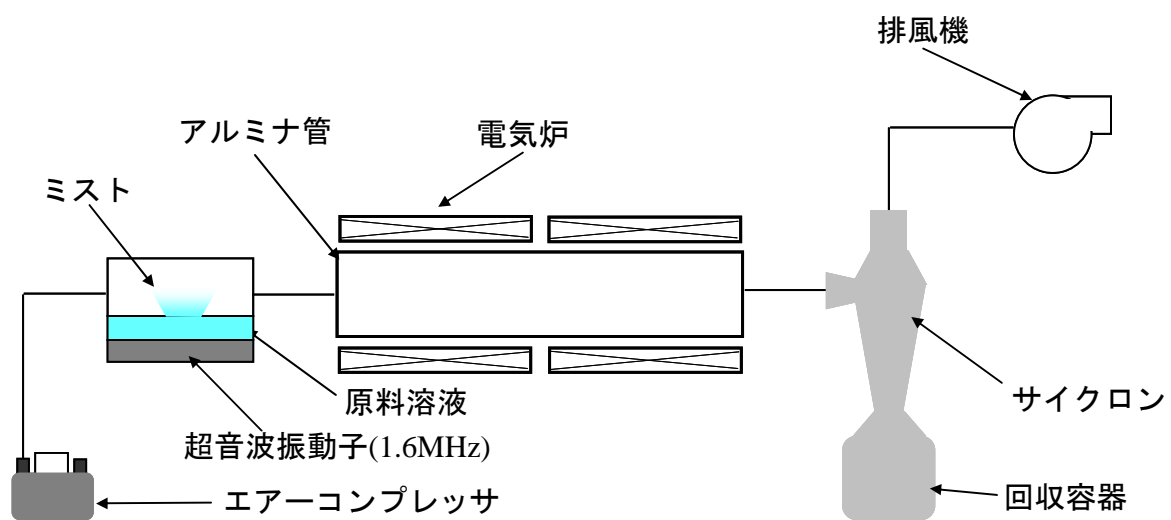 排風機
アルミナ管
電気炉
ミスト
原料溶液
サイクロン
超音波振動子(1.6MHz)
エアーコンプレッサ
回収容器